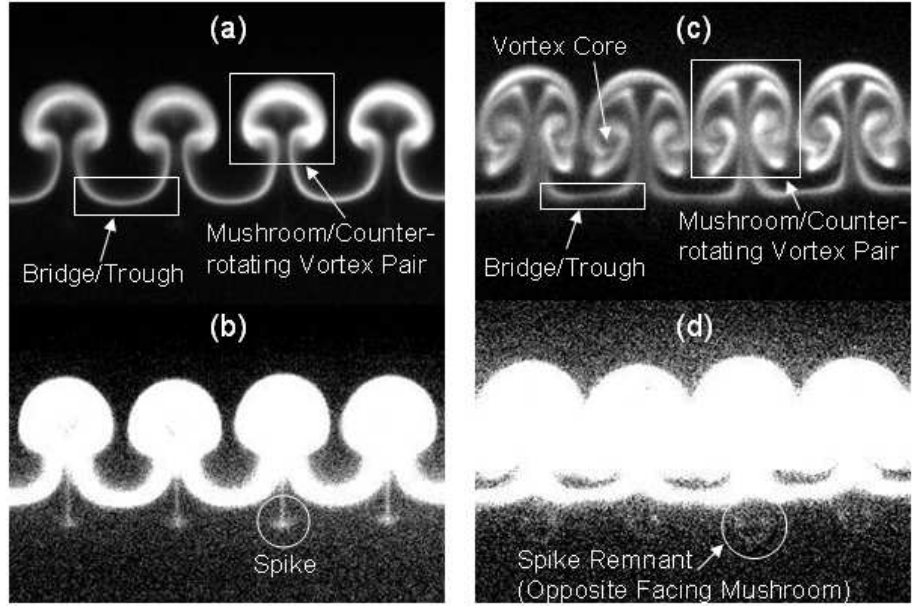 (a)
Mushroom/Counter-
rotating Vortex Pair
Bridge/Trough
(b)
Spike
(c)
Vortex Core
Mushroom/Counter-
rotating Vortex Pair
Bridge/Trough
(d)
Spike Remnant
(Opposite Facing Mushroom)